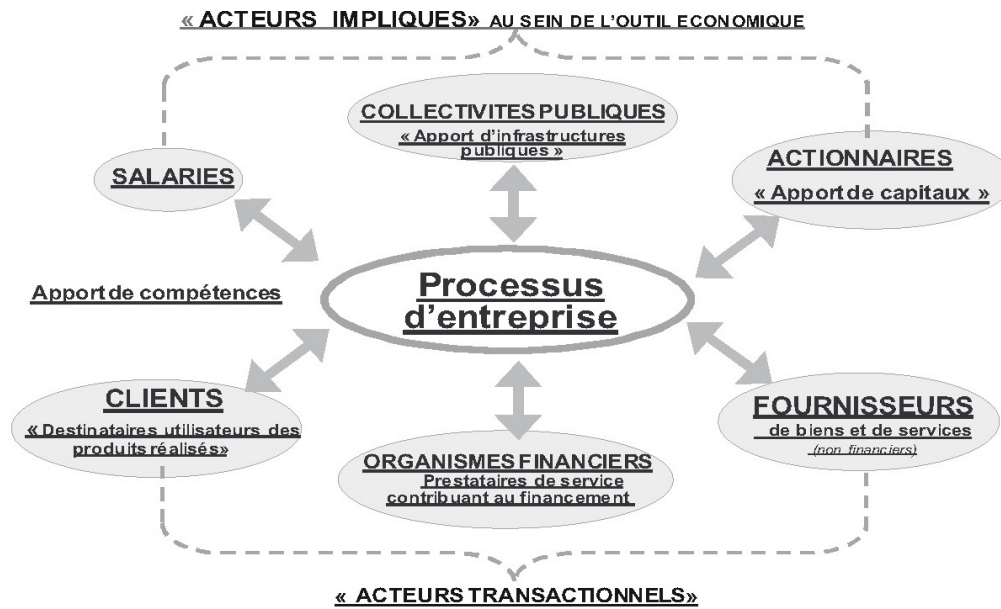 « ACTEURS IMPLIQUES» AU SEIN DE L'OUTIL ECONOMIQUE
COLLECTIVITES PUBLIQUES
« Apport d'infrastructures
publiques »
SALARIES
ACTIONNAIRES
« Apport de capitaux »
Apport de compétences
Processus
d'entreprise
CLIENTS
« Destinataires utilisateurs des
produits réalisés»
FOURNISSEURS
de biens et de services
(non financiers)
ORGANISMES FINANCIERS
Prestataires de service
contribuant au financement
« ACTEURS TRANSACTIONNELS»